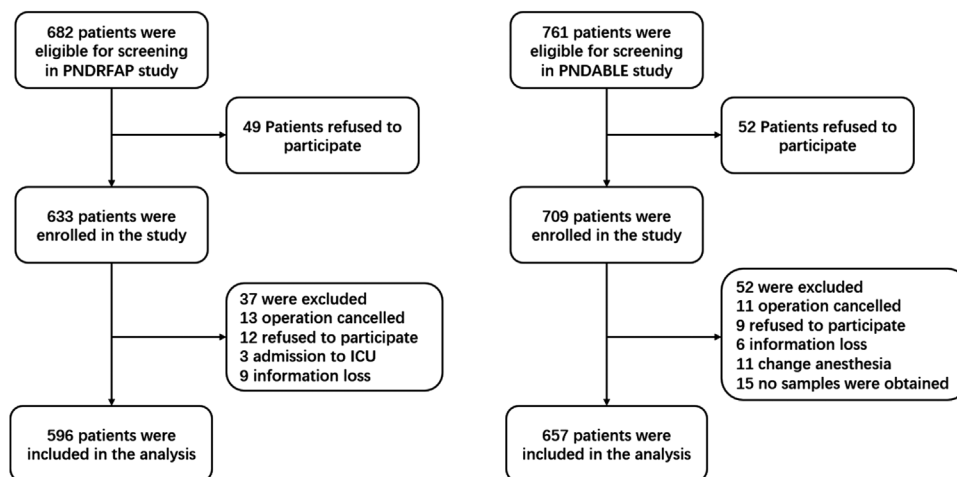 682 patients were
eligible for screening
in PNDRFAP study
49 Patients refused to
participate
633 patients were
enrolled in the study
37 were excluded
13 operation cancelled
12 refused to participate
3 admission to ICU
9 information loss
596 patients were
included in the analysis
761 patients were
eligible for screening
in PNDABLE study
52 Patients refused to
participate
709 patients were
enrolled in the study
52 were excluded
11 operation cancelled
9 refused to participate
6 information loss
11 change anesthesia
15 no samples were obtained
657 patients were
included in the analysis